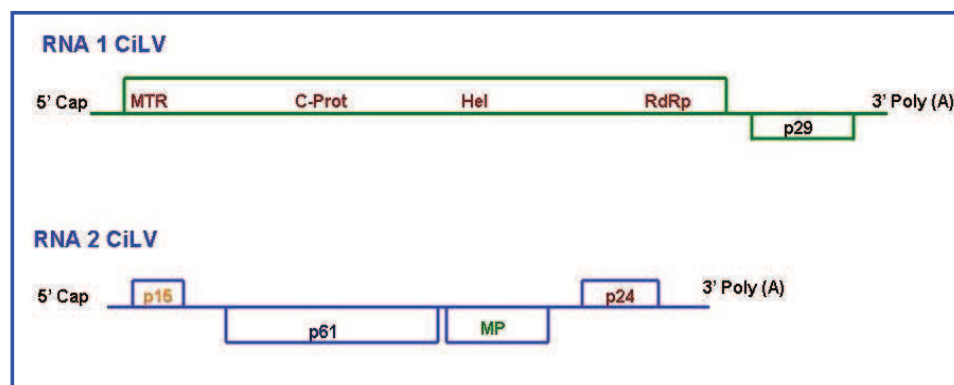 RNA 1 CiLV
5' Cap MTR C-Prot Hel RdRp 3' Poly (A)
p29
RNA 2 CiLV
5' Cap p15 p24 3' Poly (A)
p61 MP